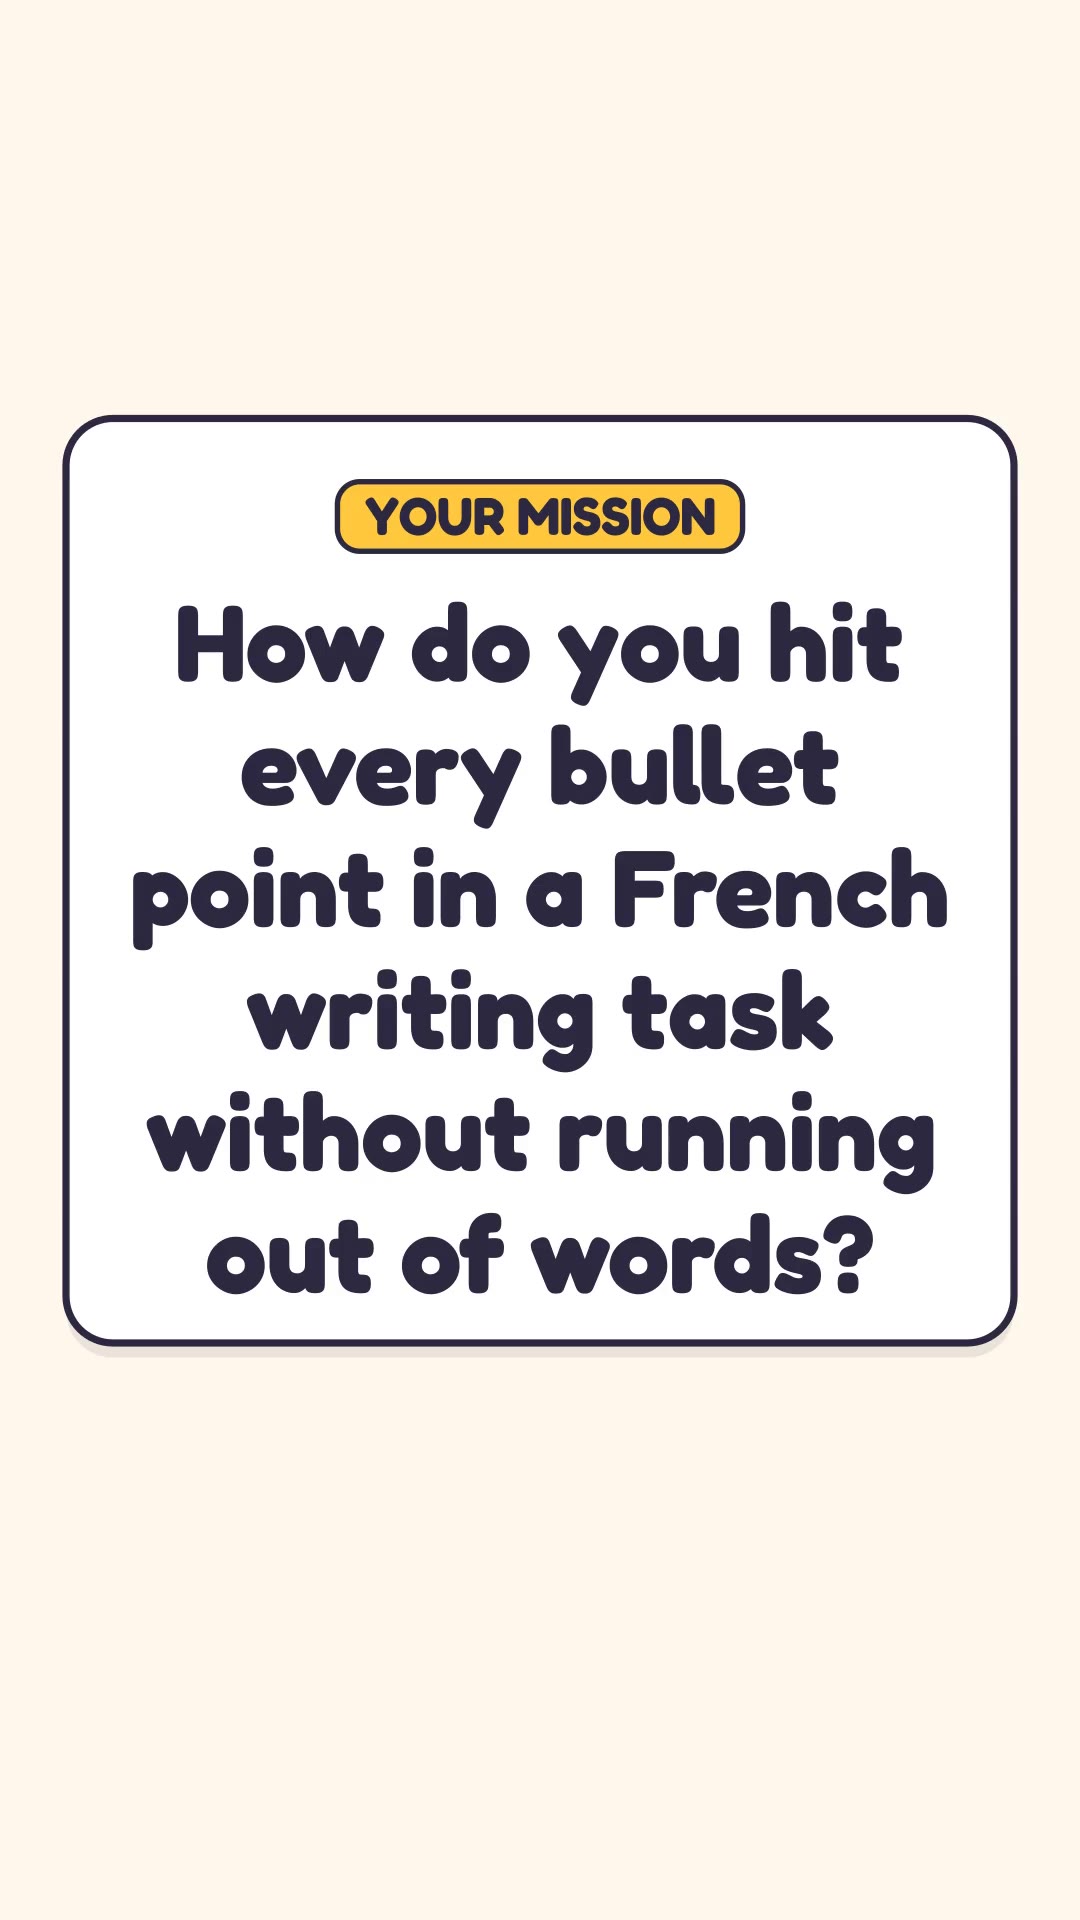 YOUR MISSION
How do you hit
every bullet
point in a French
writing task
without running
out of words?